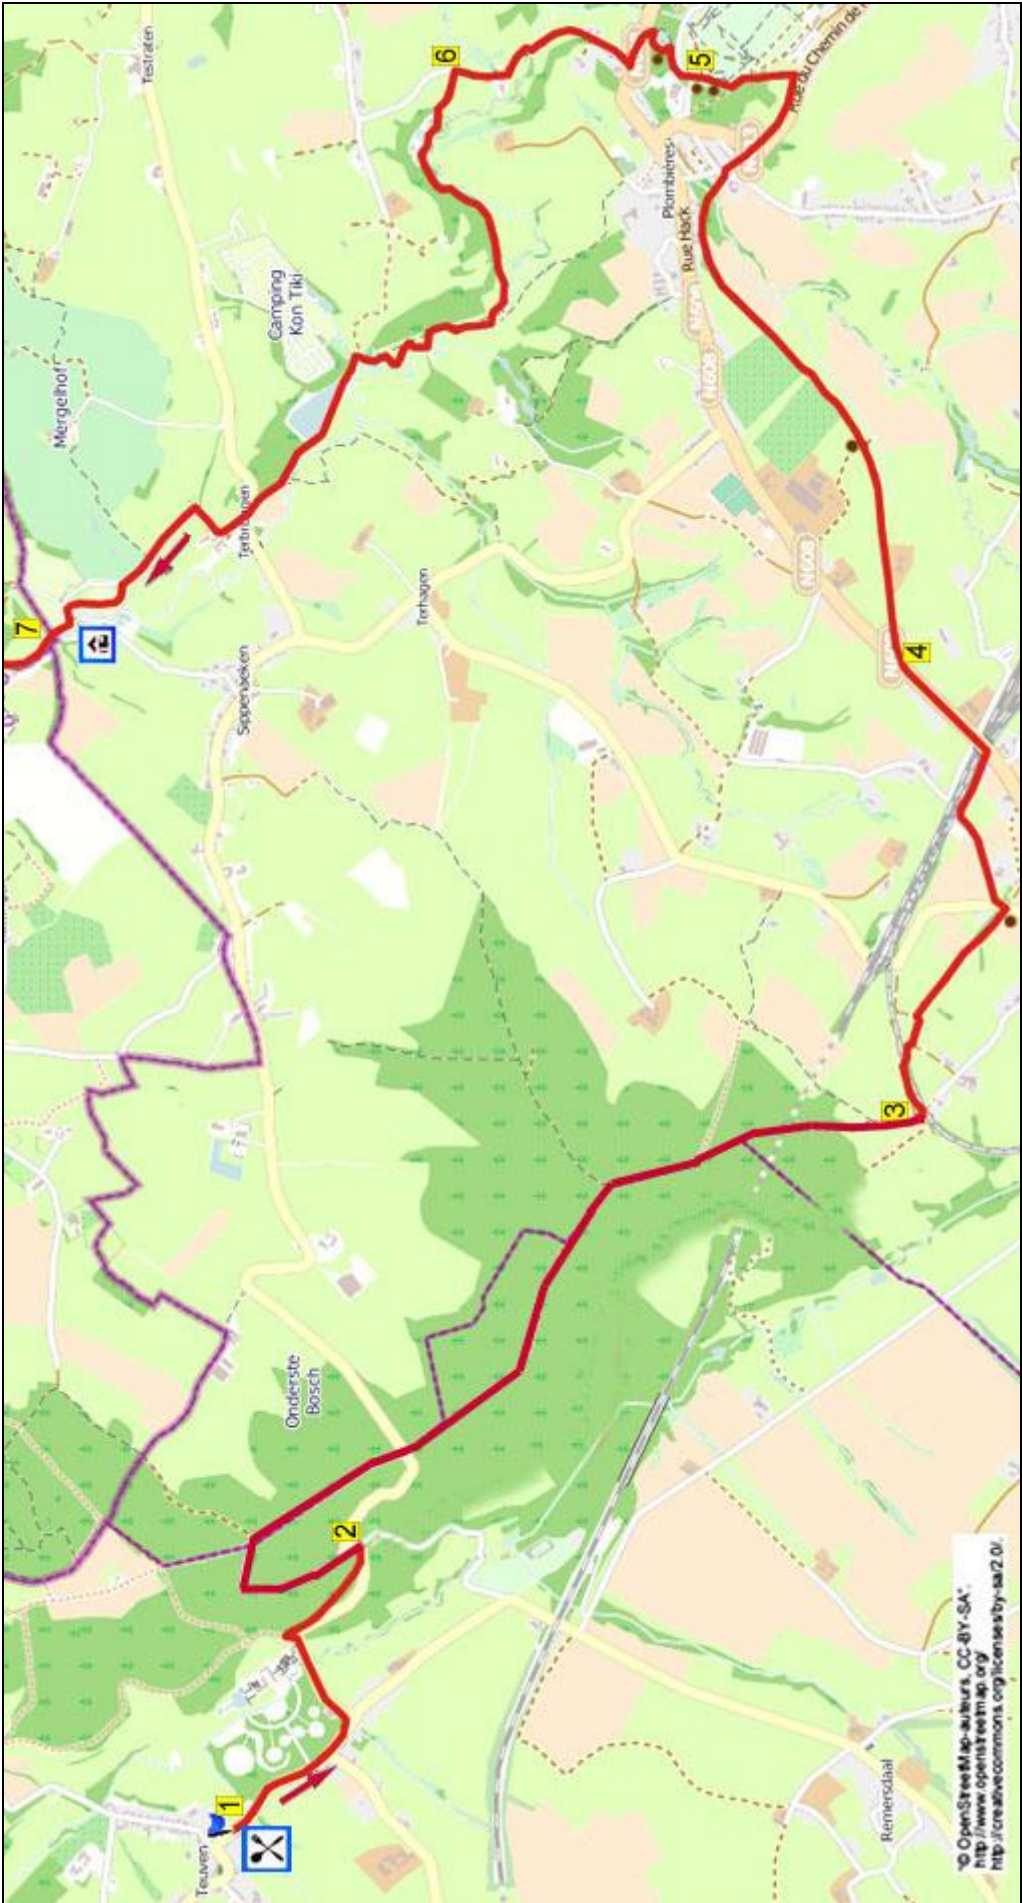 Teuven
1
2
3
4
5
6
7
Onderste
Bosch
Remersdaal
Sippenaeken
Terhagen
Mergelhof
Camping
Kon Tiki
Testraten
Plombières
Rue Hack
N608
N608
Rue du Chemin de
"© OpenStreetMap-auteurs, CC-BY-SA".
http://www.openstreetmap.org/
http://creativecommons.org/licenses/by-sa/2.0/.